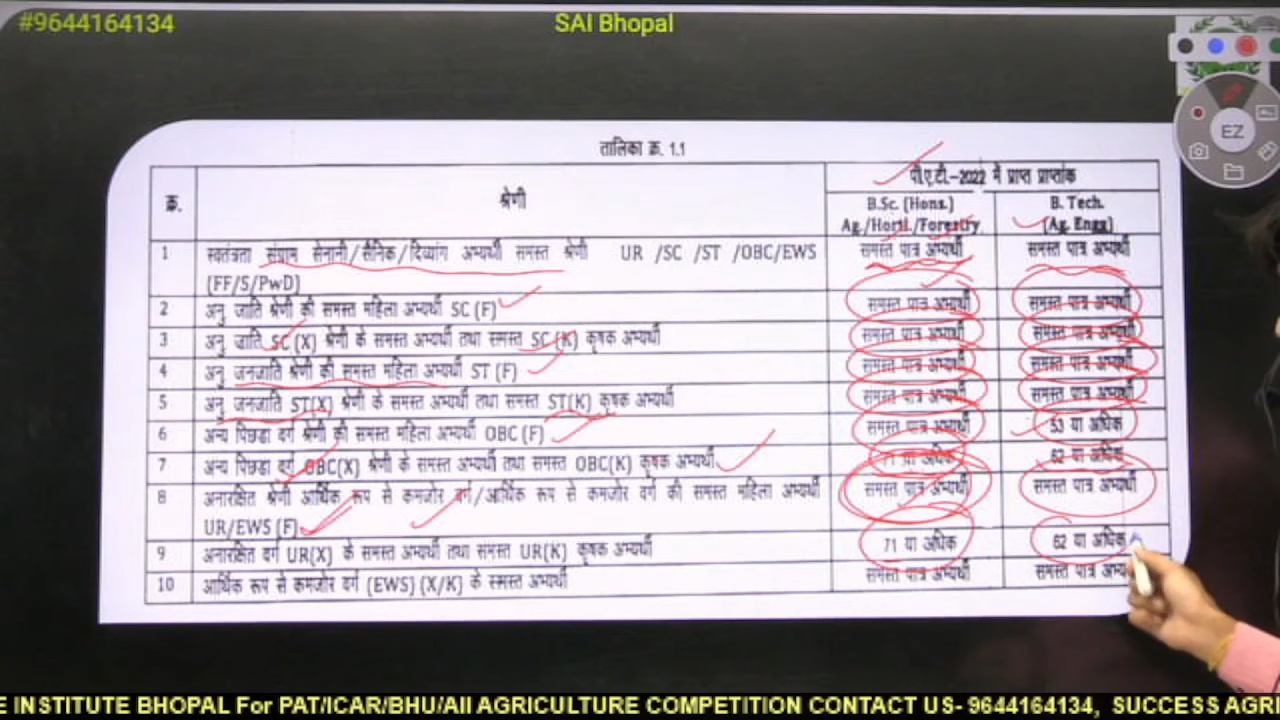 #9644164134
SAI Bhopal
EZ
तालिका क्र. 1.1
क्र.
श्रेणी
पी.ए.टी.-2022 में प्राप्त प्राप्तांक
B.Sc. (Hons.)
Ag./Horti./Forestry
B. Tech.
(Ag. Engg)
1 स्वतंत्रता संग्राम सेनानी/सैनिक/दिव्यांग अभ्यर्थी समस्त श्रेणी UR /SC /ST /OBC/EWS समस्त पात्र अभ्यर्थी समस्त पात्र अभ्यर्थी
(FF/S/PwD)
2 अनु जाति श्रेणी की समस्त महिला अभ्यर्थी SC (F) समस्त पात्र अभ्यर्थी समस्त पात्र अभ्यर्थी
3 अनु जाति SC (X) श्रेणी के समस्त अभ्यर्थी तथा समस्त SC (K) कृषक अभ्यर्थी समस्त पात्र अभ्यर्थी समस्त पात्र अभ्यर्थी
4 अनु जनजाति श्रेणी की समस्त महिला अभ्यर्थी ST (F) समस्त पात्र अभ्यर्थी समस्त पात्र अभ्यर्थी
5 अनु जनजाति ST(X) श्रेणी के समस्त अभ्यर्थी तथा समस्त ST(K) कृषक अभ्यर्थी समस्त पात्र अभ्यर्थी समस्त पात्र अभ्यर्थी
6 अन्य पिछडा वर्ग श्रेणी की समस्त महिला अभ्यर्थी OBC (F) समस्त पात्र अभ्यर्थी 53 या अधिक
7 अन्य पिछडा वर्ग OBC(X) श्रेणी के समस्त अभ्यर्थी तथा समस्त OBC(K) कृषक अभ्यर्थी 71 या अधिक 62 या अधिक
8 अनारक्षित श्रेणी आर्थिक रूप से कमजोर वर्ग/आर्थिक रूप से कमजोर वर्ग की समस्त महिला अभ्यर्थी समस्त पात्र अभ्यर्थी समस्त पात्र अभ्यर्थी
UR/EWS (F)
9 अनारक्षित वर्ग UR(X) के समस्त अभ्यर्थी तथा समस्त UR(K) कृषक अभ्यर्थी 71 या अधिक 62 या अधिक
10 आर्थिक रूप से कमजोर वर्ग (EWS) (X/K) के समस्त अभ्यर्थी समस्त पात्र अभ्यर्थी समस्त पात्र
E INSTITUTE BHOPAL For PAT/ICAR/BHU/All AGRICULTURE COMPETITION CONTACT US- 9644164134, SUCCESS AGRI